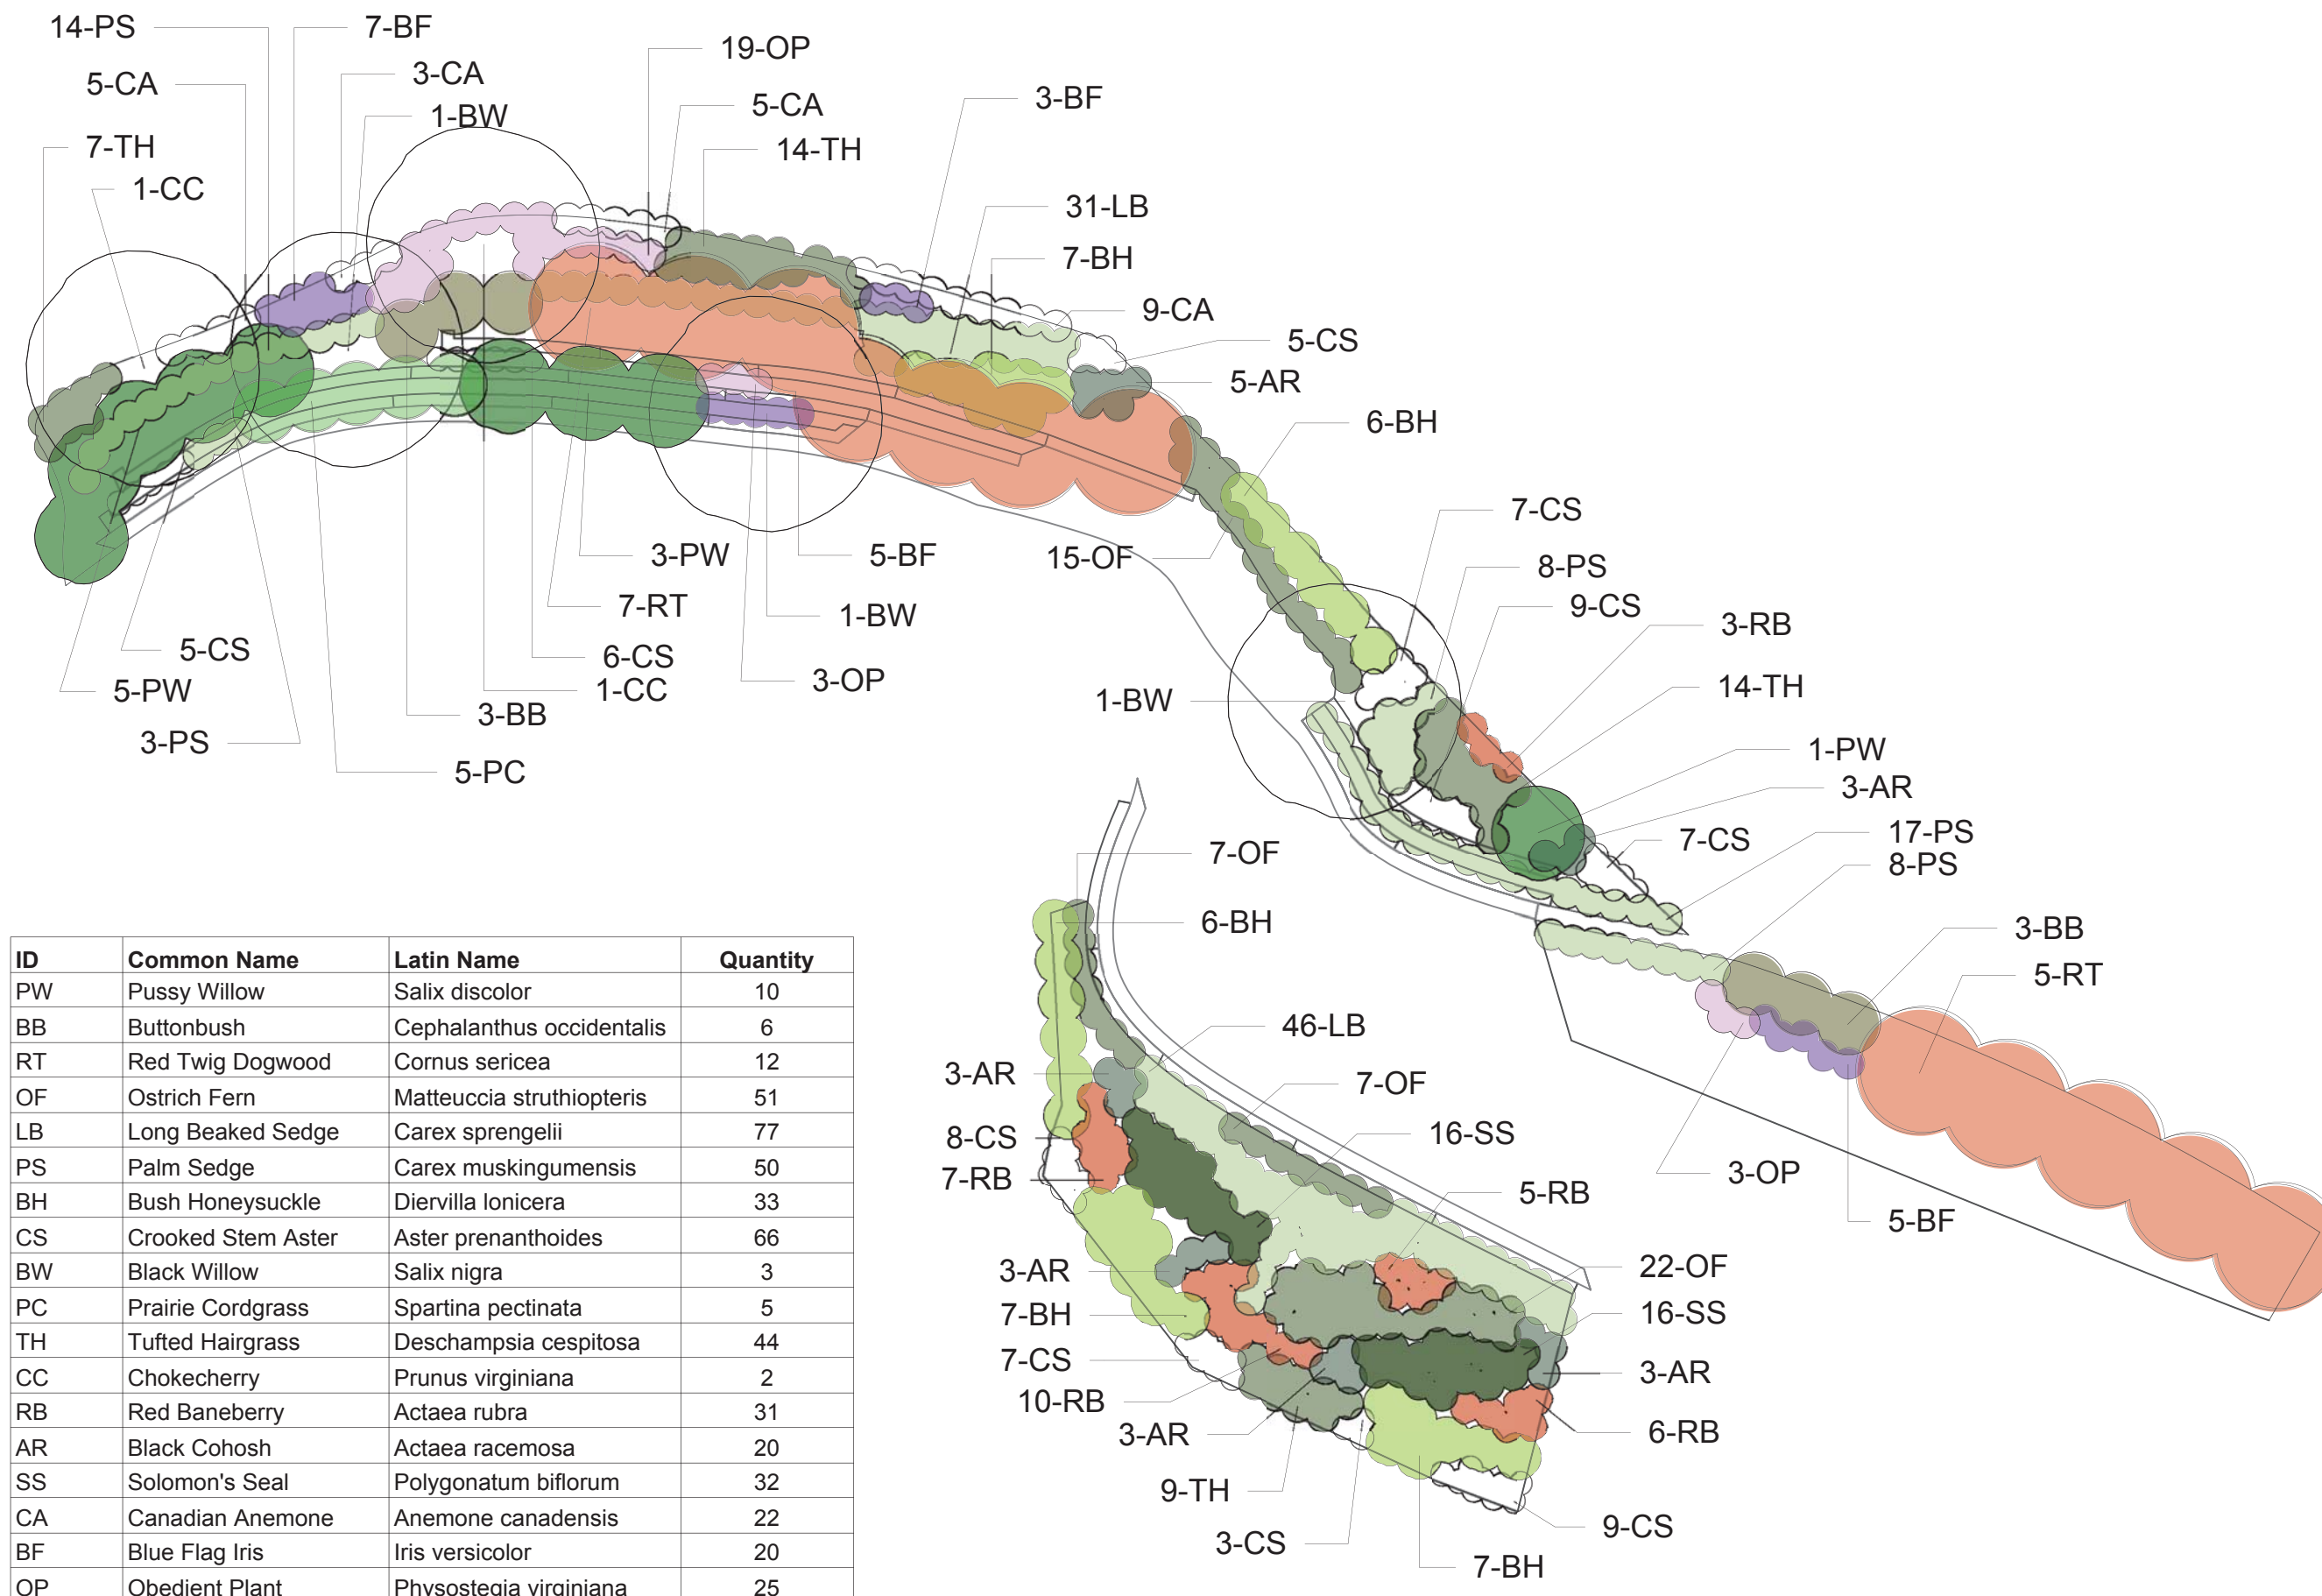 14-PS
7-BF
19-OP
5-CA
3-CA
5-CA
3-BF
1-BW
7-TH
14-TH
1-CC
31-LB
7-BH
9-CA
5-CS
5-AR
6-BH
7-CS
3-PW
5-BF
15-OF
8-PS
7-RT
1-BW
9-CS
3-RB
5-CS
6-CS
3-OP
14-TH
5-PW
1-CC
1-BW
3-BB
3-PS
1-PW
5-PC
3-AR
17-PS
7-CS
8-PS
7-OF
6-BH
3-BB
5-RT
46-LB
3-AR
7-OF
8-CS
16-SS
7-RB
3-OP
5-RB
5-BF
3-AR
22-OF
7-BH
16-SS
7-CS
3-AR
10-RB
3-AR
6-RB
9-TH
9-CS
3-CS
7-BH
ID Common Name Latin Name Quantity
PW Pussy Willow Salix discolor 10
BB Buttonbush Cephalanthus occidentalis 6
RT Red Twig Dogwood Cornus sericea 12
OF Ostrich Fern Matteuccia struthiopteris 51
LB Long Beaked Sedge Carex sprengelii 77
PS Palm Sedge Carex muskingumensis 50
BH Bush Honeysuckle Diervilla lonicera 33
CS Crooked Stem Aster Aster prenanthoides 66
BW Black Willow Salix nigra 3
PC Prairie Cordgrass Spartina pectinata 5
TH Tufted Hairgrass Deschampsia cespitosa 44
CC Chokecherry Prunus virginiana 2
RB Red Baneberry Actaea rubra 31
AR Black Cohosh Actaea racemosa 20
SS Solomon's Seal Polygonatum biflorum 32
CA Canadian Anemone Anemone canadensis 22
BF Blue Flag Iris Iris versicolor 20
OP Obedient Plant Physostegia virginiana 25